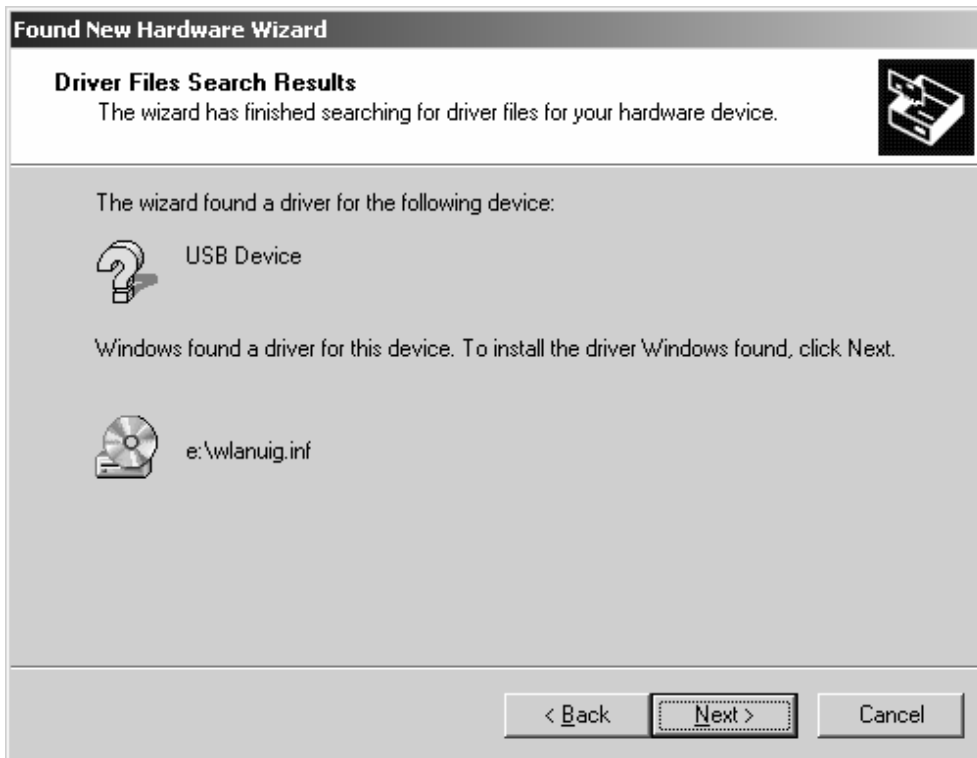 Found New Hardware Wizard
Driver Files Search Results
The wizard has finished searching for driver files for your hardware device.
The wizard found a driver for the following device:
USB Device
Windows found a driver for this device. To install the driver Windows found, click Next.
e:\wlanuig.inf
< Back Next > Cancel